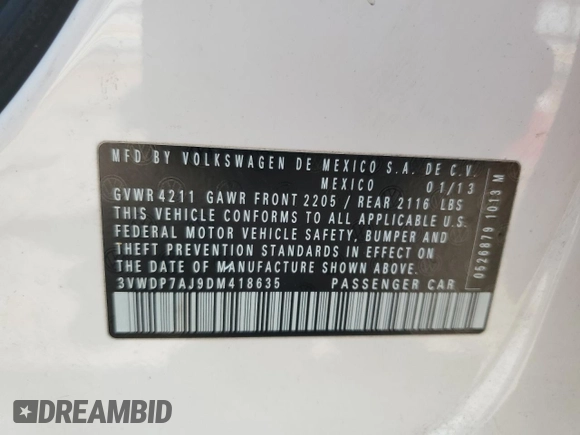 MFD BY VOLKSWAGEN DE MEXICO S.A. DE C.V.
MEXICO 01/13
GVWR 4211 GAWR FRONT 2205 / REAR 2116 LBS
THIS VEHICLE CONFORMS TO ALL APPLICABLE U.S.
FEDERAL MOTOR VEHICLE SAFETY, BUMPER AND
THEFT PREVENTION STANDARDS IN EFFECT ON
THE DATE OF MANUFACTURE SHOWN ABOVE.
3VWDP7AJ9DM418635 PASSENGER CAR
0526879 1013 M
DREAMBID